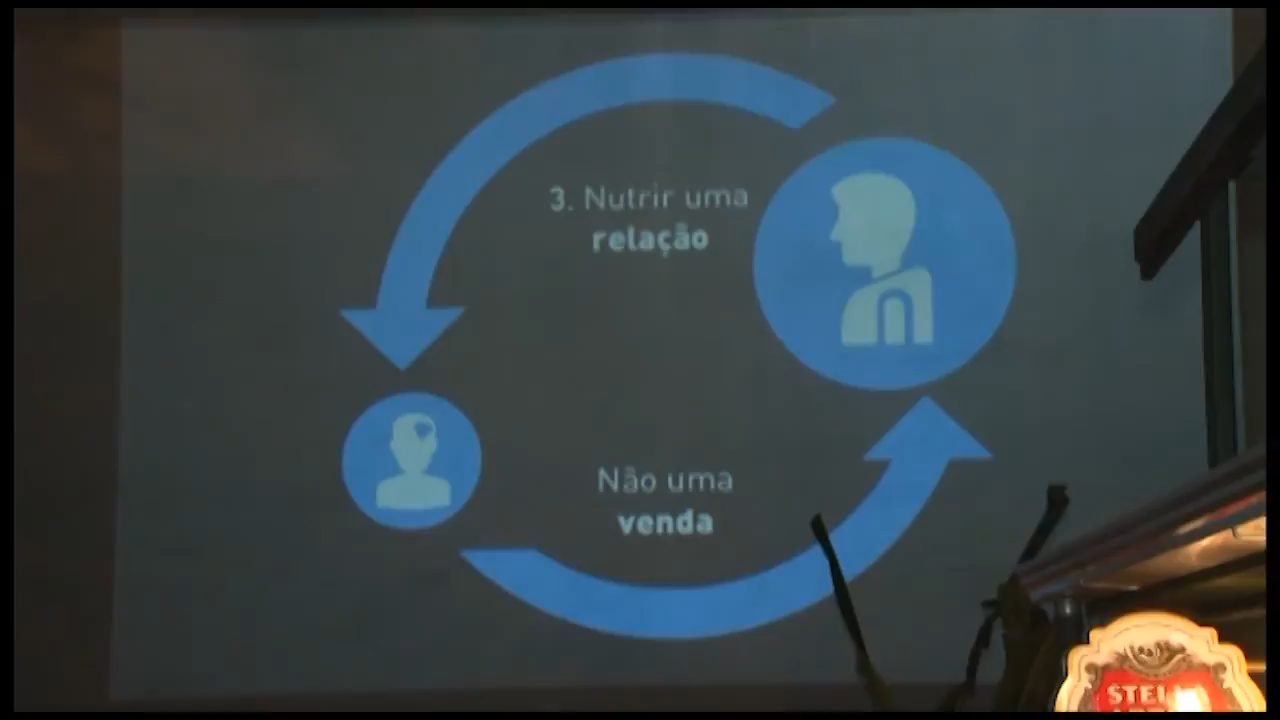 3. Nutrir uma
relação
Não uma
venda